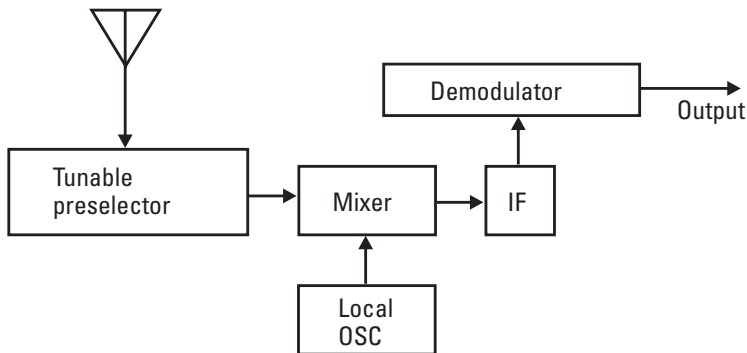 Demodulator
Output
Tunable
preselector
Mixer
IF
Local
OSC